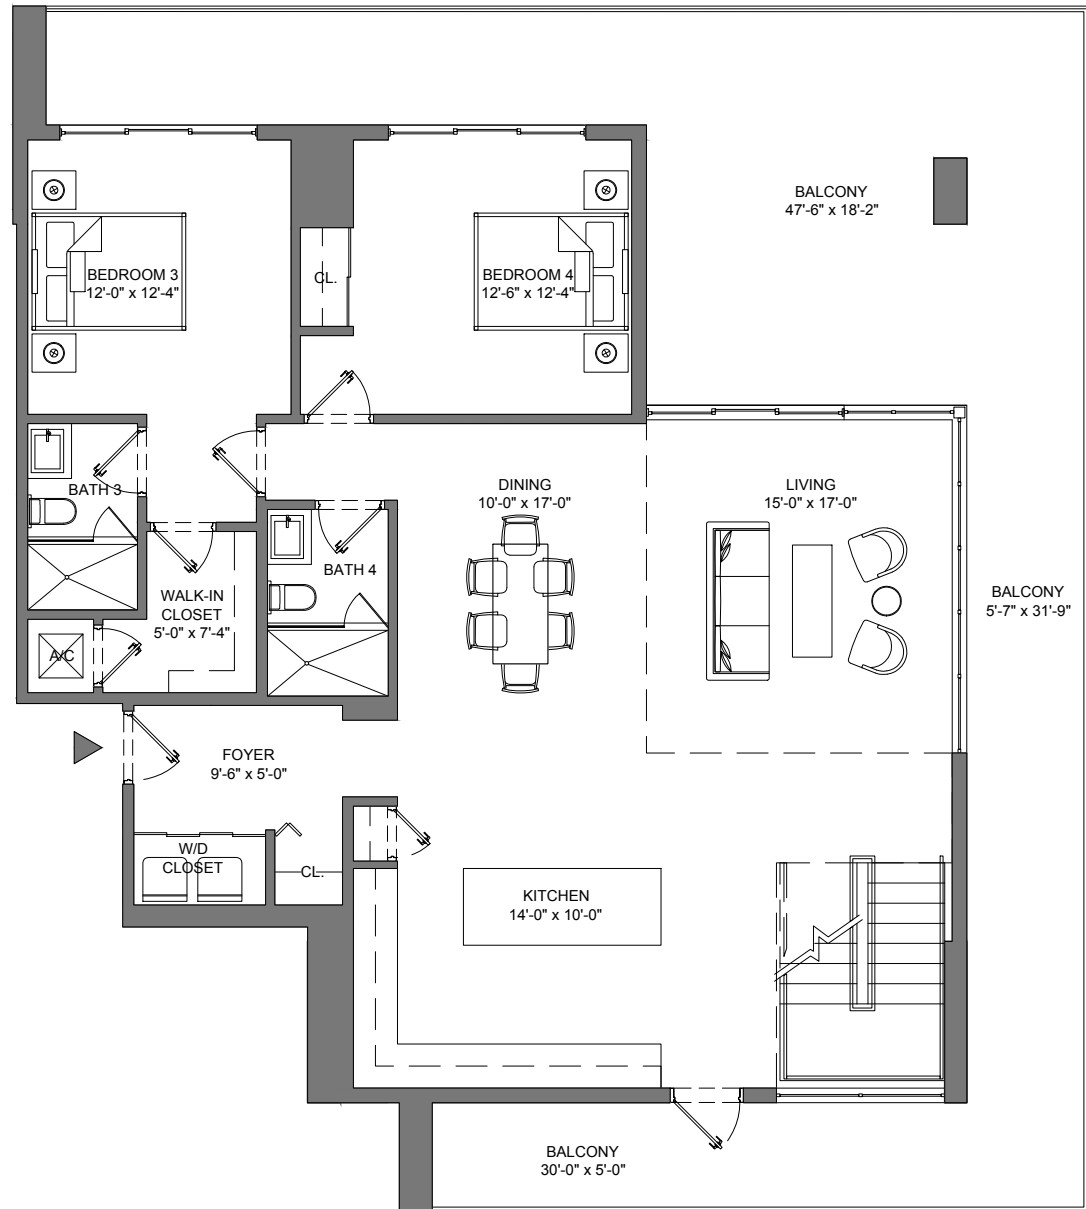 BALCONY
47'-6" x 18'-2"
BEDROOM 3
12'-0" x 12'-4"
CL.
BEDROOM 4
12'-6" x 12'-4"
BATH 3
DINING
10'-0" x 17'-0"
LIVING
15'-0" x 17'-0"
BATH 4
WALK-IN
CLOSET
5'-0" x 7'-4"
BALCONY
5'-7" x 31'-9"
A/C
FOYER
9'-6" x 5'-0"
W/D
CLOSET
CL.
KITCHEN
14'-0" x 10'-0"
BALCONY
30'-0" x 5'-0"